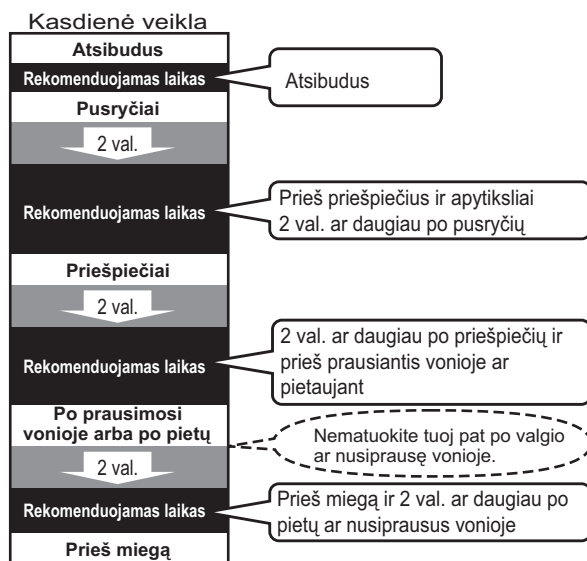 Kasdienė veikla
Atsibudus
Rekomenduojamas laikas
Atsibudus
Pusryčiai
2 val.
Rekomenduojamas laikas
Prieš priešpiečius ir apytiksliai
2 val. ar daugiau po pusryčių
Priešpiečiai
2 val.
Rekomenduojamas laikas
2 val. ar daugiau po priešpiečių ir
prieš prausiantis vonioje ar
pietaujant
Po prausimosi
vonioje arba po pietų
Nematuokite tuoj pat po valgio
ar nusiprausę vonioje.
2 val.
Rekomenduojamas laikas
Prieš miegą ir 2 val. ar daugiau po
pietų ar nusiprausus vonioje
Prieš miegą